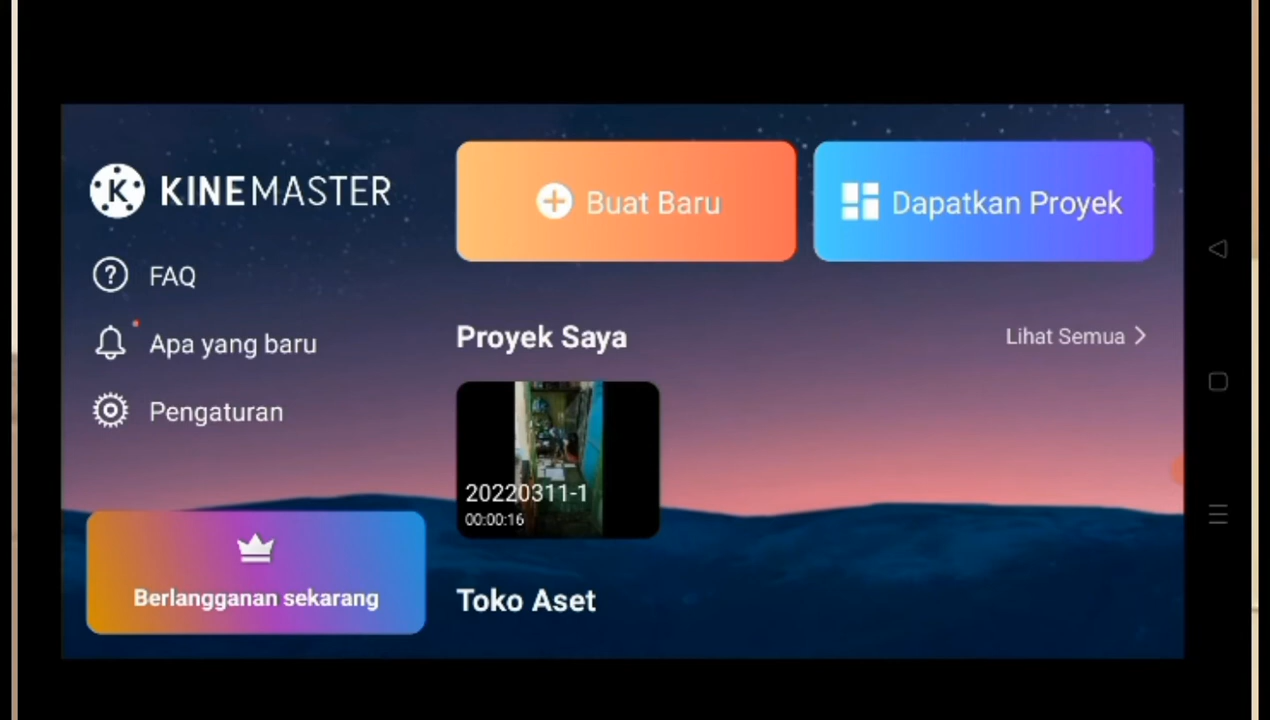 KINEMASTER
FAQ
Apa yang baru
Pengaturan
Berlangganan sekarang
Buat Baru
Dapatkan Proyek
Proyek Saya
Lihat Semua
20220311-1
00:00:16
Toko Aset